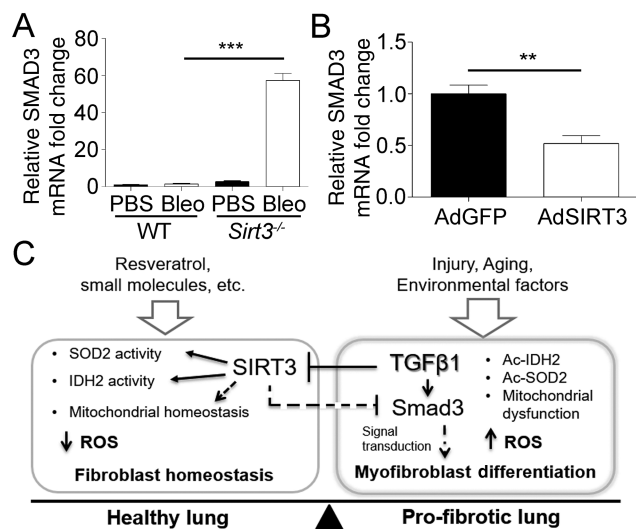 A
Relative SMAD3
mRNA fold change
80
60
40
20
0
***
PBS Bleo PBS Bleo
WT Sirt3-/-
B
Relative SMAD3
mRNA fold change
1.5
1.0
0.5
0.0
**
AdGFP AdSIRT3
C
Resveratrol,
small molecules, etc.
Injury, Aging,
Environmental factors
• SOD2 activity
• IDH2 activity
• Mitochondrial homeostasis
SIRT3
ROS
Fibroblast homeostasis
TGFβ1
Smad3
Signal
transduction
• Ac-IDH2
• Ac-SOD2
• Mitochondrial
dysfunction
ROS
Myofibroblast differentiation
Healthy lung
Pro-fibrotic lung